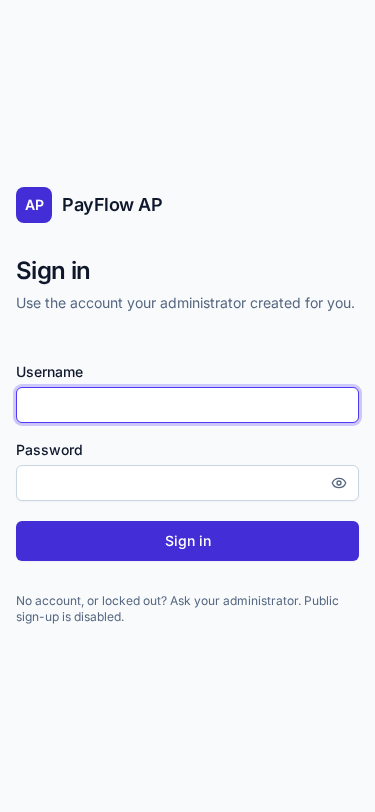 AP
PayFlow AP
Sign in
Use the account your administrator created for you.
Username
Password
Sign in
No account, or locked out? Ask your administrator. Public
sign-up is disabled.